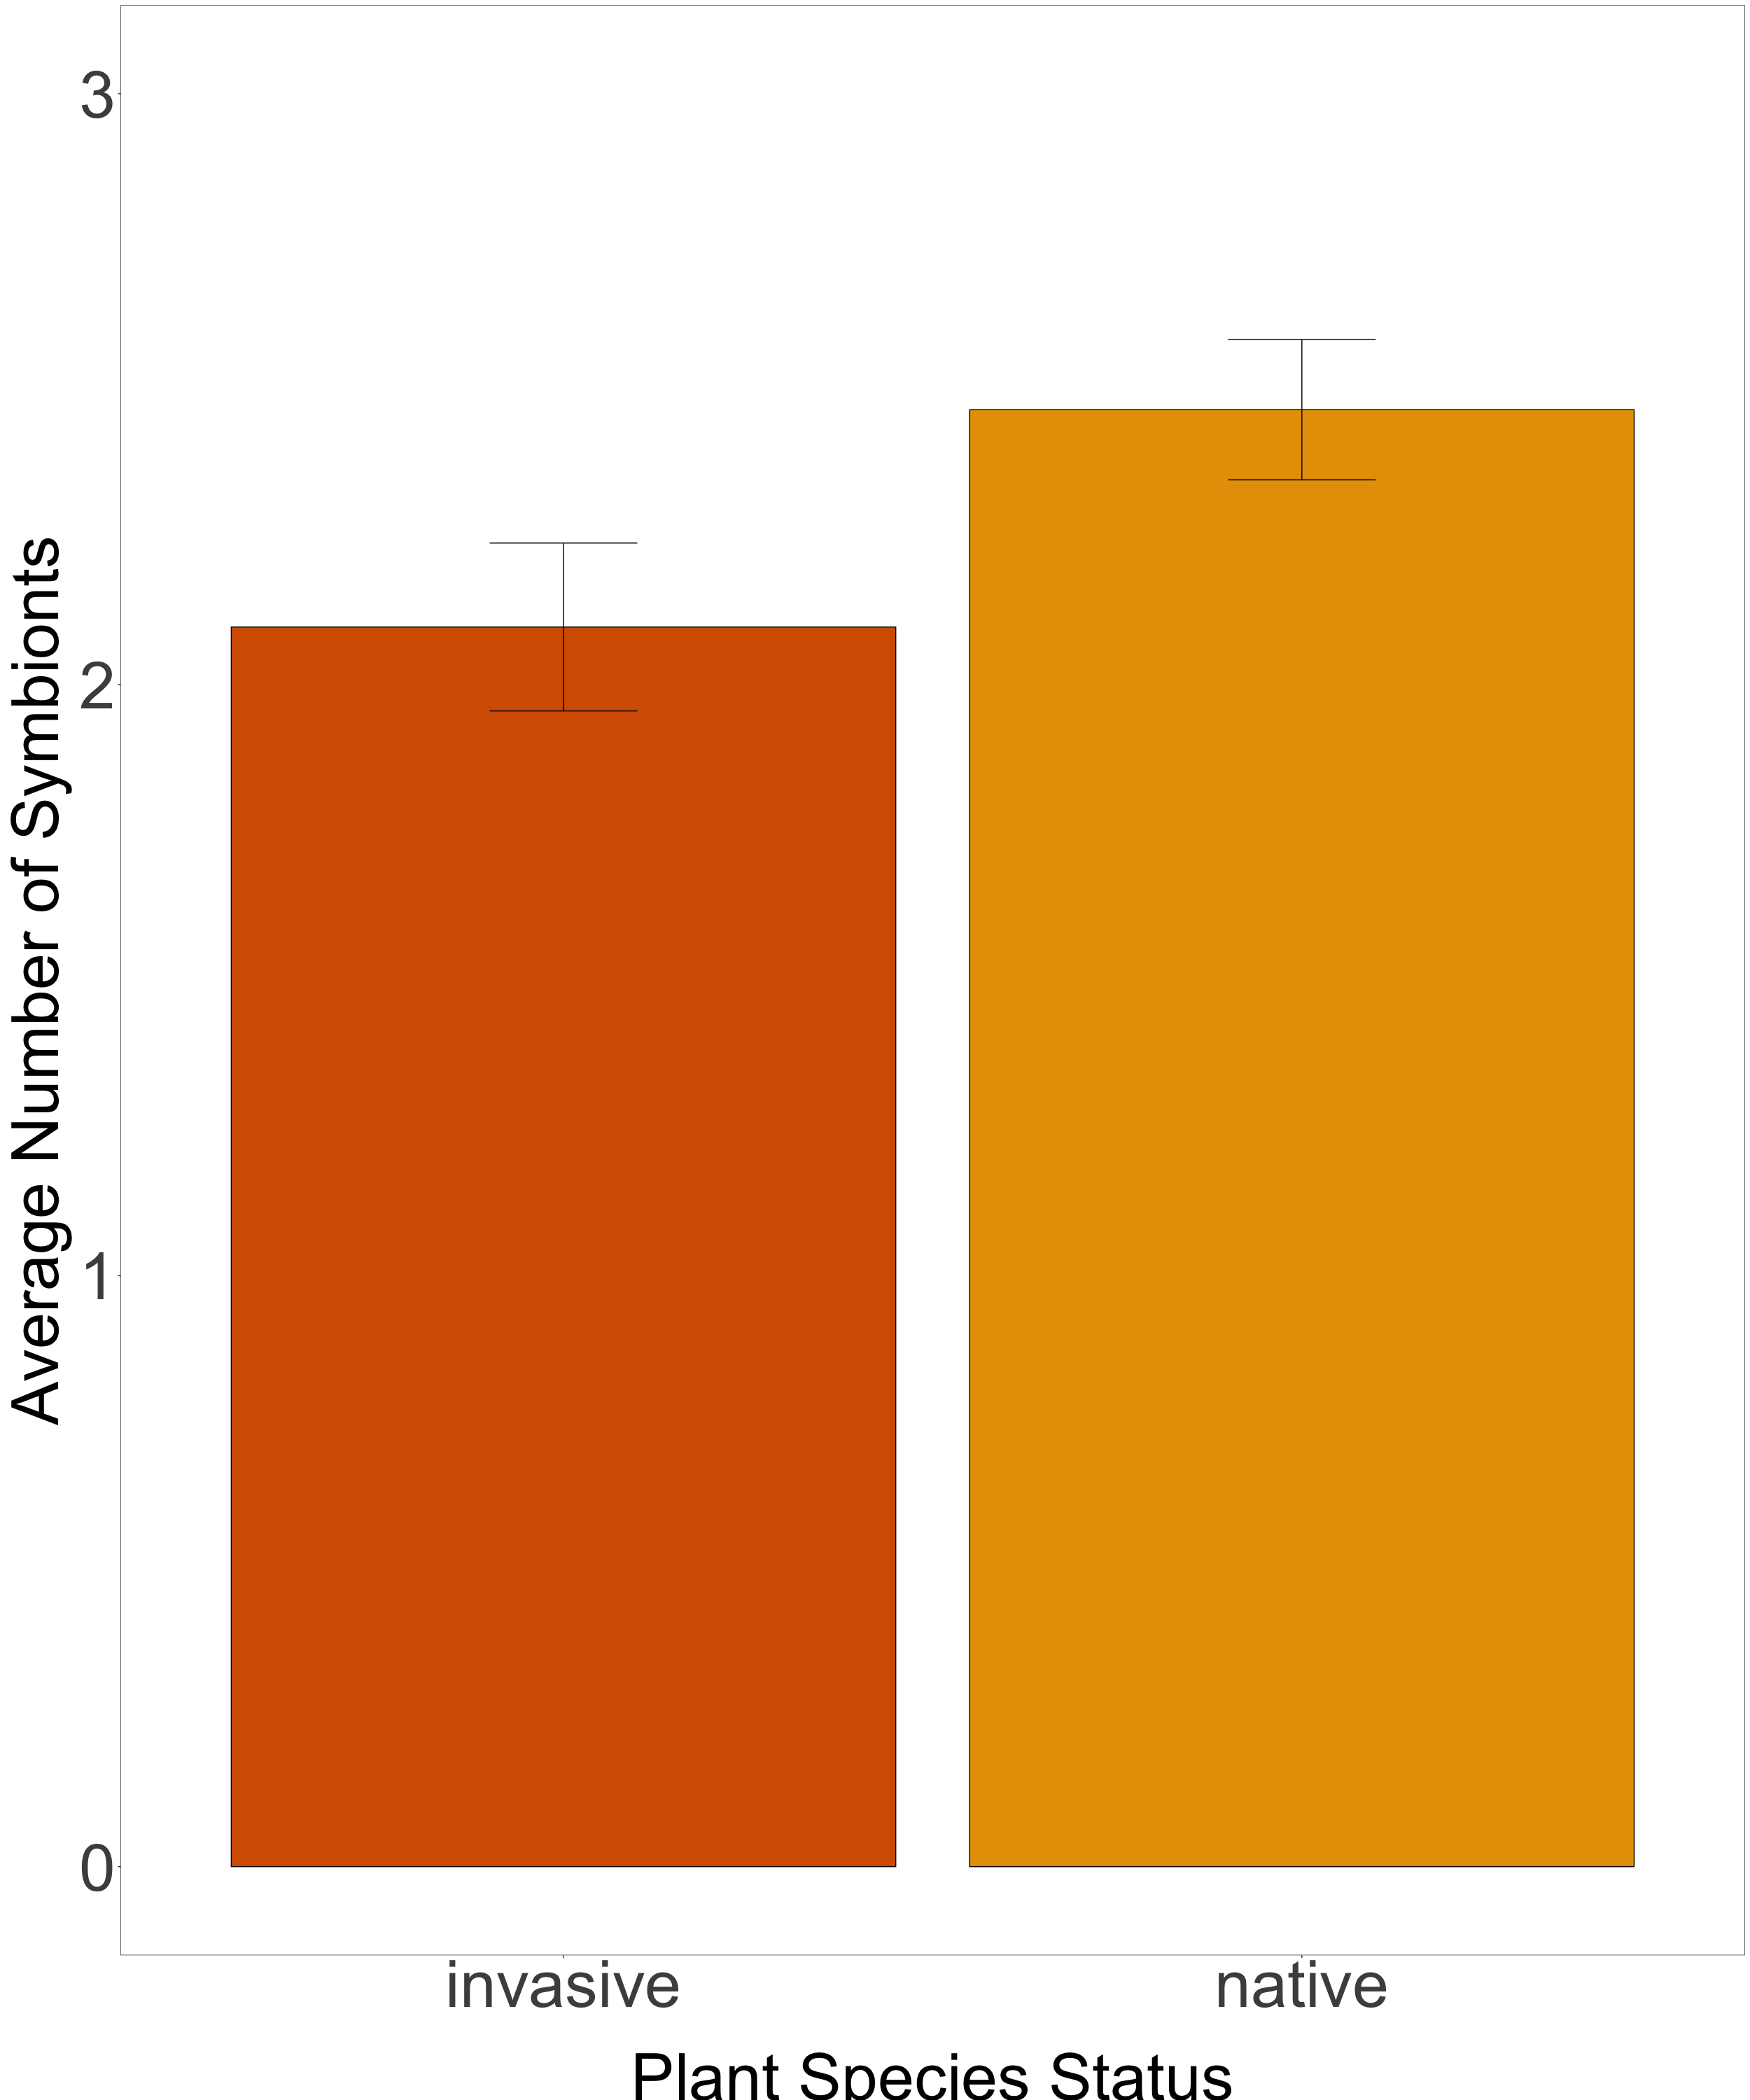 Average Number of Symbionts
3
2
1
0
invasive native
Plant Species Status